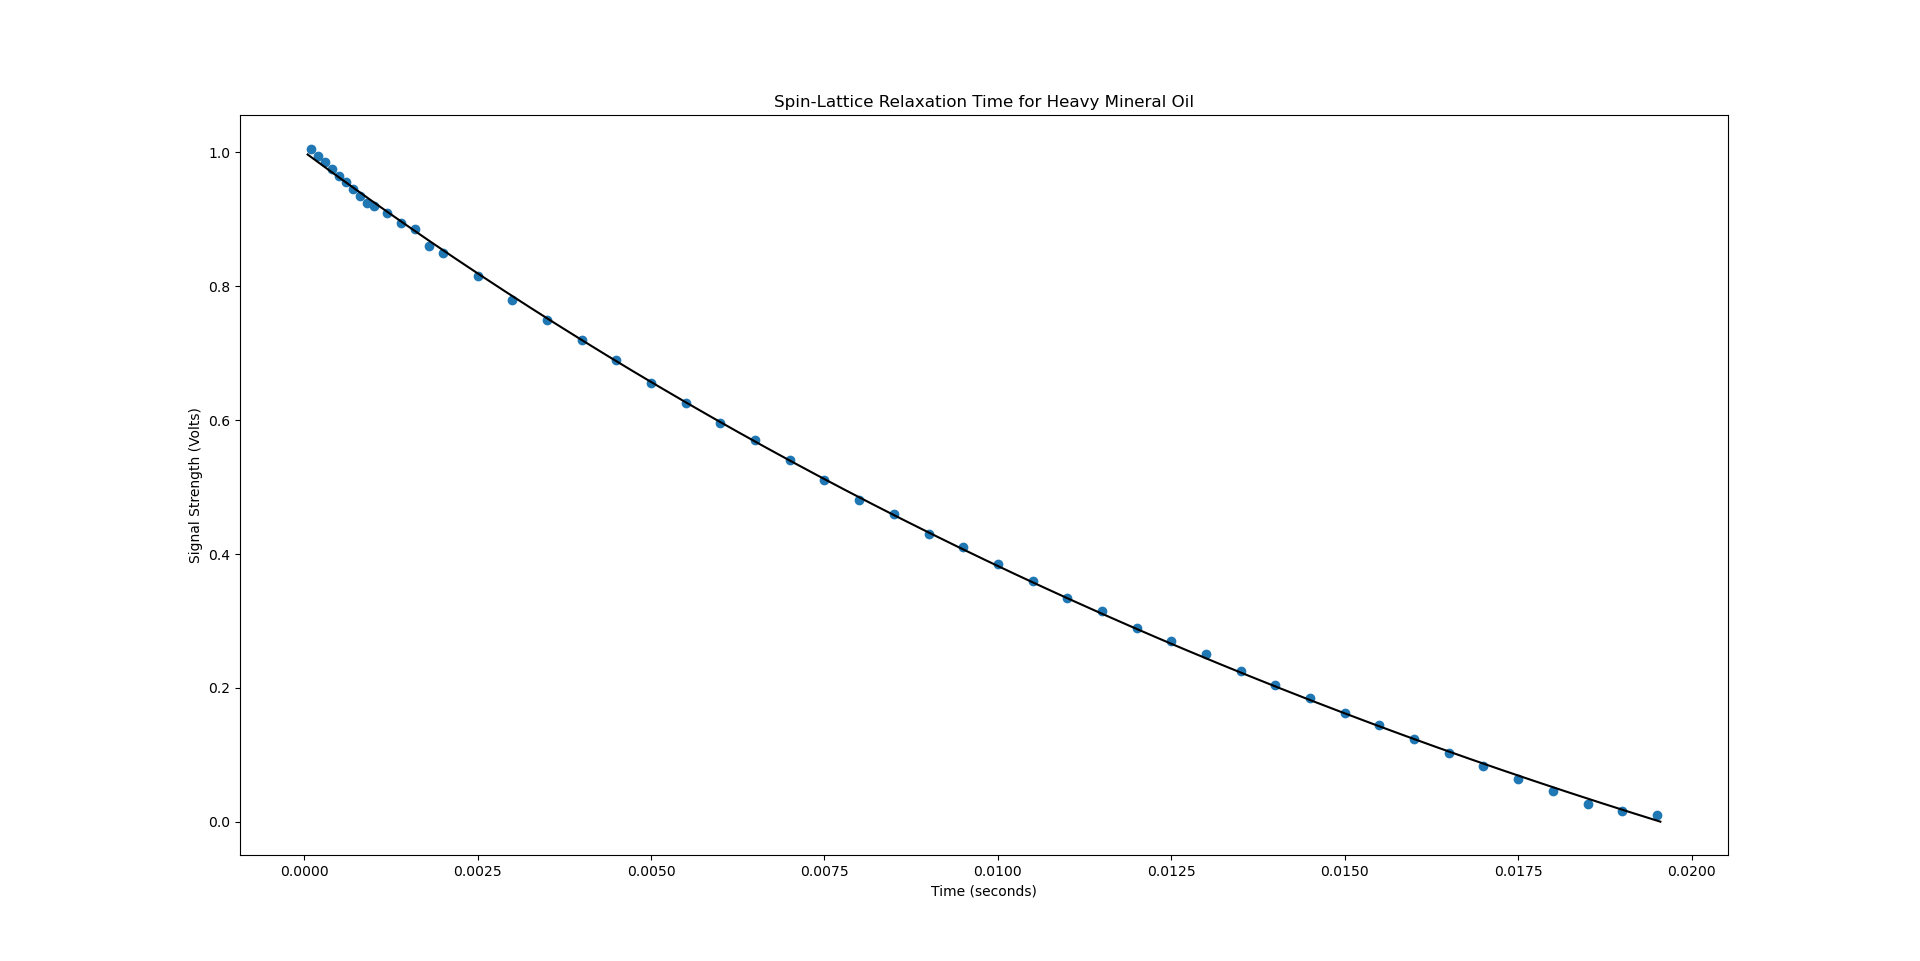 Spin-Lattice Relaxation Time for Heavy Mineral Oil
1.0
0.8
0.6
0.4
0.2
0.0
Signal Strength (Volts)
0.0000 0.0025 0.0050 0.0075 0.0100 0.0125 0.0150 0.0175 0.0200
Time (seconds)